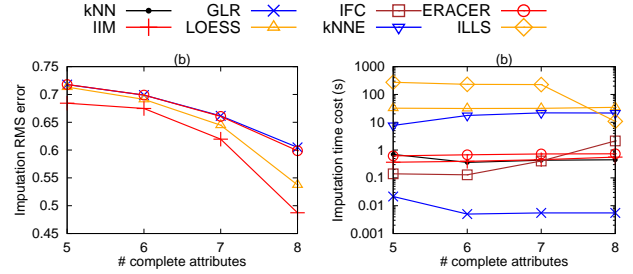 kNN GLR IFC ERACER
IIM LOESS kNNE ILLS
(b) (b)
0.75 1000
0.7 100
0.65 10
0.6 1
0.55 0.1
0.5 0.01
0.45 0.001
5 6 7 8 5 6 7 8
# complete attributes # complete attributes
Imputation RMS error
Imputation time cost (s)